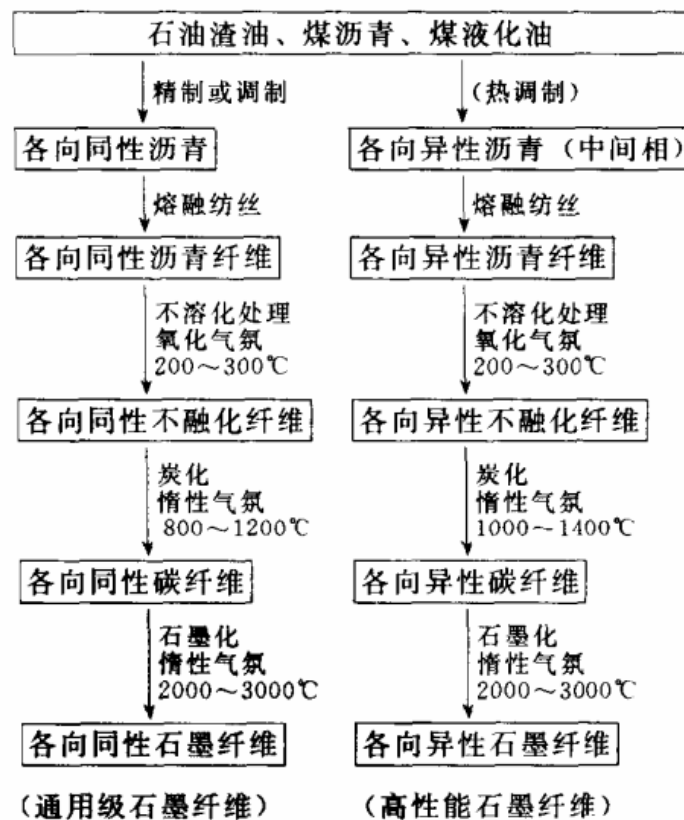 石油渣油、煤沥青、煤液化油
精制或调制
(热调制)
各向同性沥青
各向异性沥青(中间相)
熔融纺丝
熔融纺丝
各向同性沥青纤维
各向异性沥青纤维
不溶化处理
氧化气氛
200～300℃
不溶化处理
氧化气氛
200～300℃
各向同性不融化纤维
各向异性不融化纤维
炭化
惰性气氛
800～1200℃
炭化
惰性气氛
1000～1400℃
各向同性碳纤维
各向异性碳纤维
石墨化
惰性气氛
2000～3000℃
石墨化
惰性气氛
2000～3000℃
各向同性石墨纤维
各向异性石墨纤维
(通用级石墨纤维)
(高性能石墨纤维)